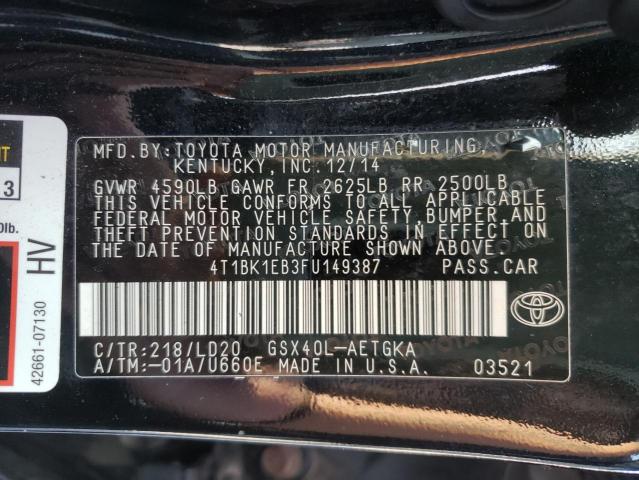 MFD.BY:TOYOTA MOTOR MANUFACTURING
KENTUCKY,INC.12/14
GVWR 4590LB GAWR FR 2625LB RR 2500LB
THIS VEHICLE CONFORMS TO ALL APPLICABLE
FEDERAL MOTOR VEHICLE SAFETY,BUMPER,AND
THEFT PREVENTION STANDARDS IN EFFECT ON
THE DATE OF MANUFACTURE SHOWN ABOVE.
4T1BK1EB3FU149387 PASS.CAR
C/TR:218/LD20 GSX40L-AETGKA
A/TM:-01A/U660E MADE IN U.S.A. 03521
3
0lb.
HV
42661-07130